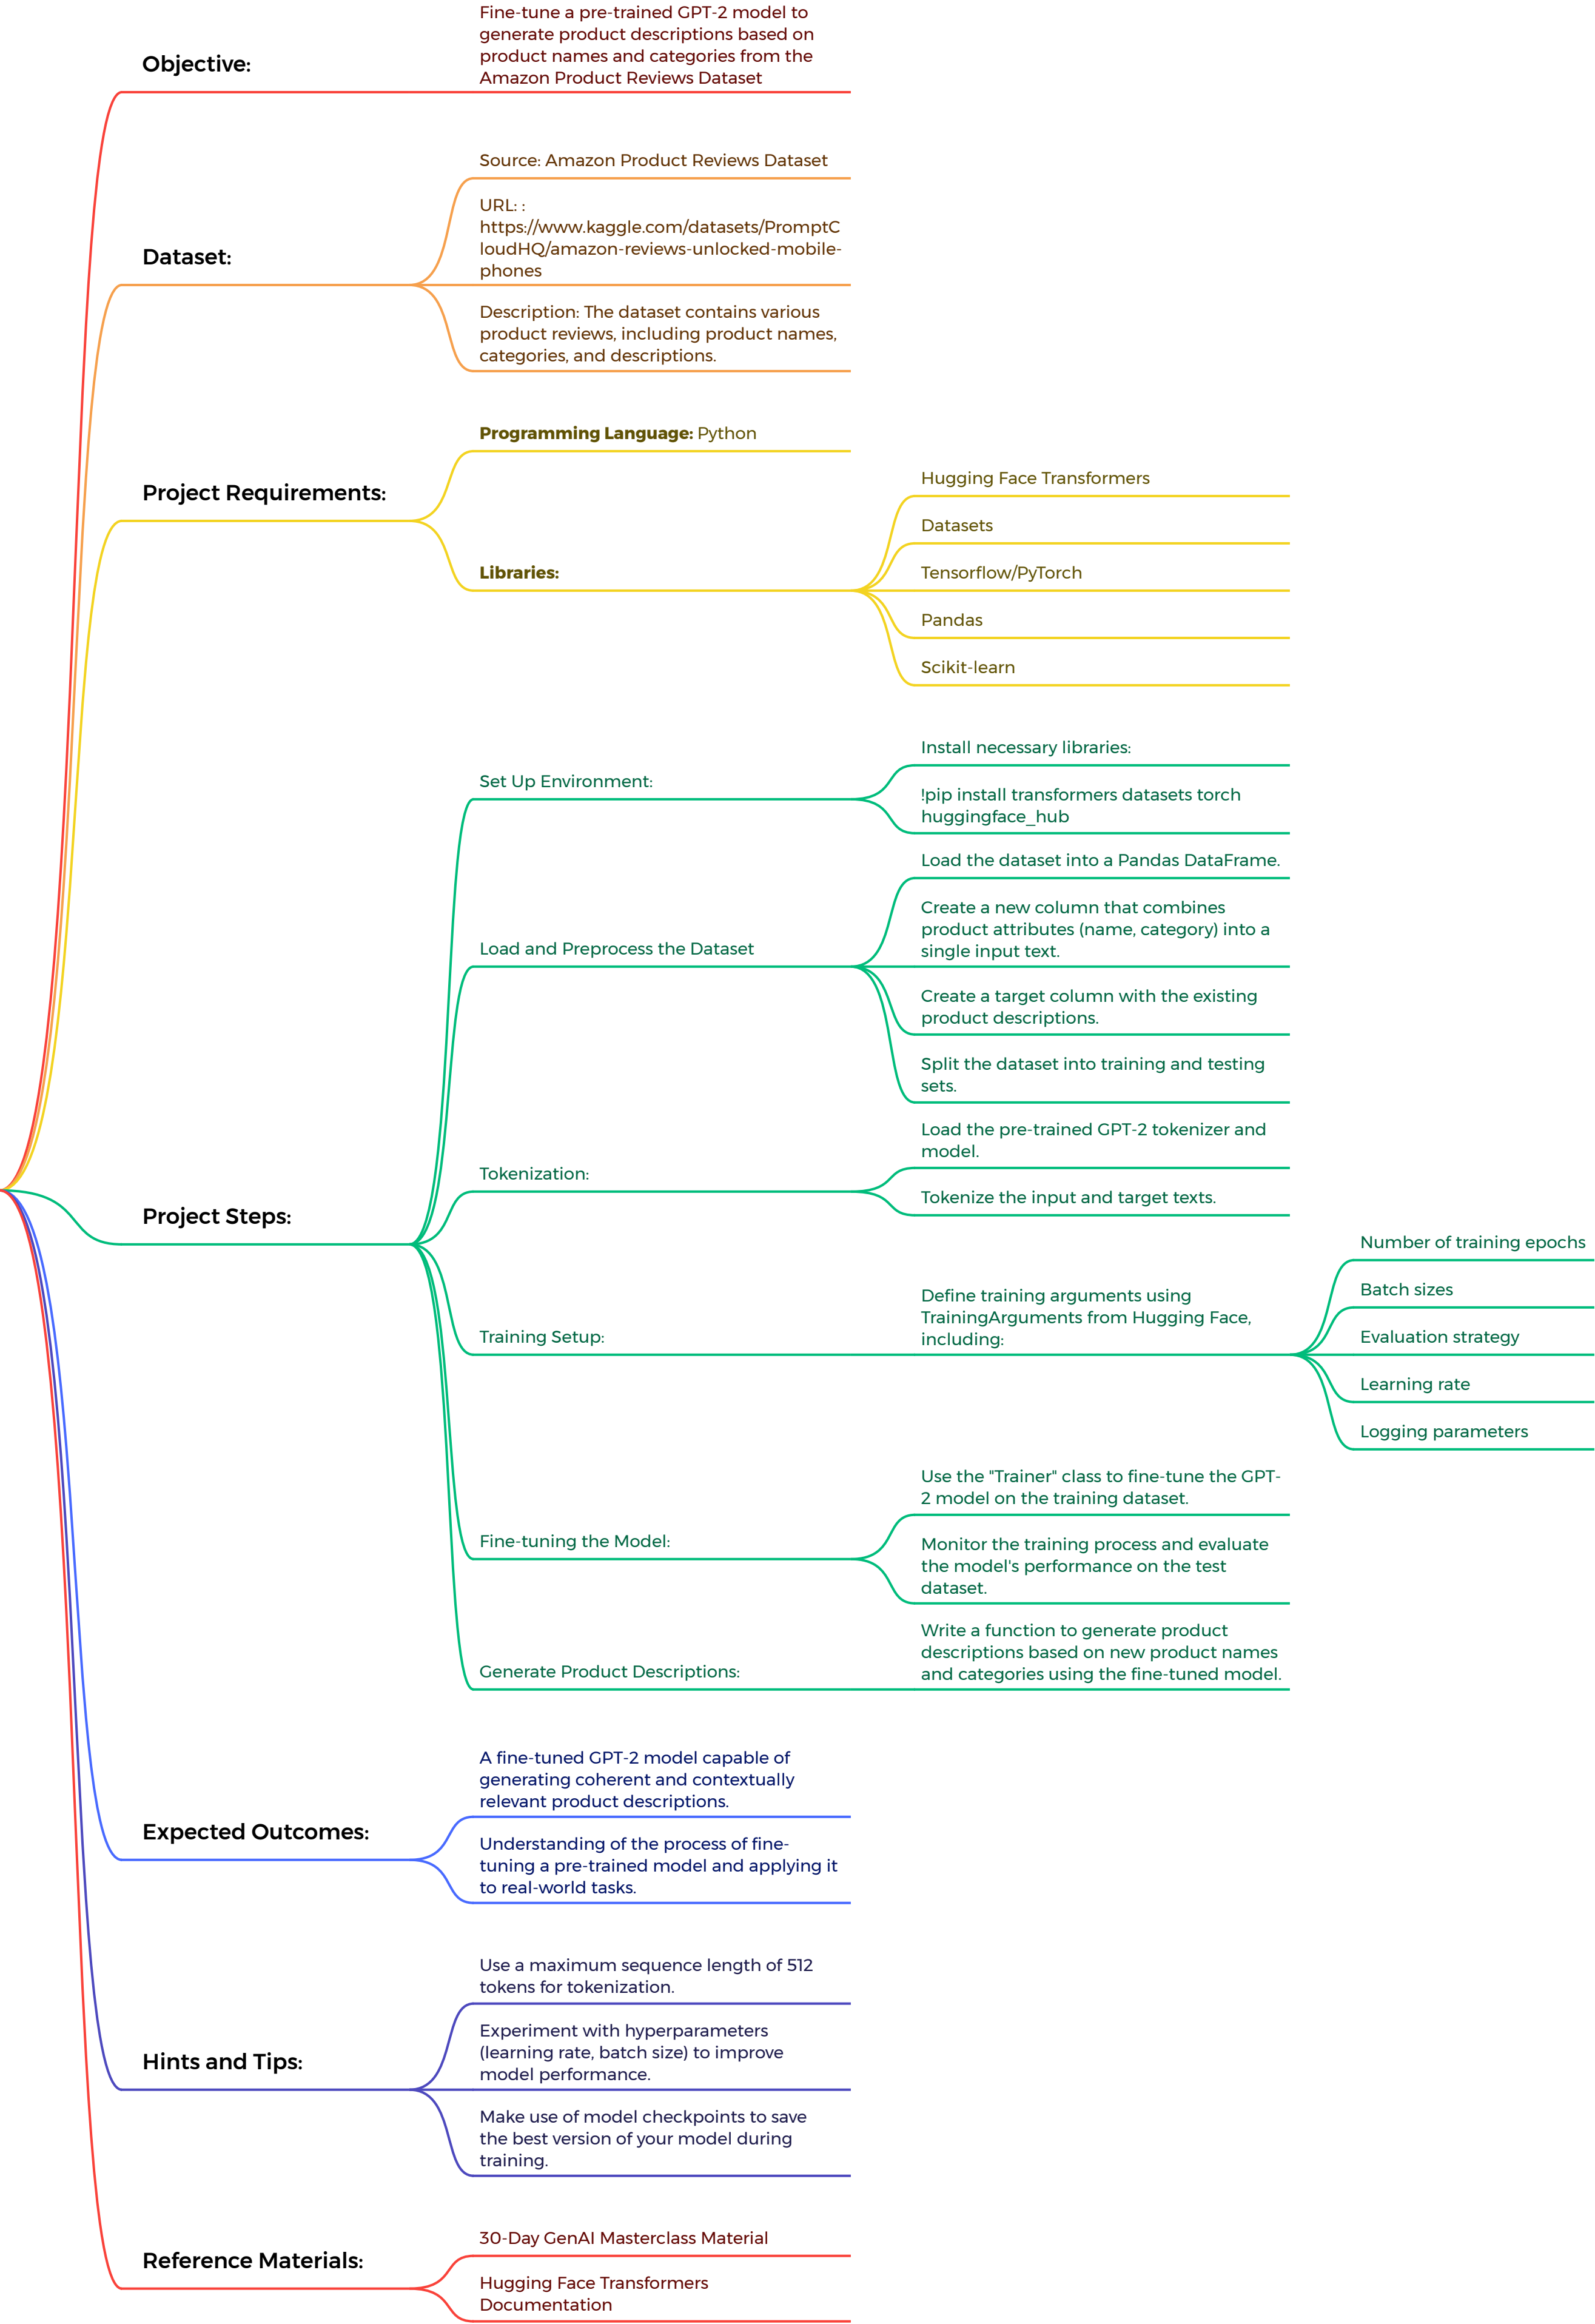 Objective:
Fine-tune a pre-trained GPT-2 model to
generate product descriptions based on
product names and categories from the
Amazon Product Reviews Dataset
Dataset:
Source: Amazon Product Reviews Dataset
URL: :
https://www.kaggle.com/datasets/PromptC
loudHQ/amazon-reviews-unlocked-mobile-
phones
Description: The dataset contains various
product reviews, including product names,
categories, and descriptions.
Project Requirements:
Programming Language: Python
Libraries:
Hugging Face Transformers
Datasets
Tensorflow/PyTorch
Pandas
Scikit-learn
Project Steps:
Set Up Environment:
Install necessary libraries:
!pip install transformers datasets torch
huggingface_hub
Load and Preprocess the Dataset
Load the dataset into a Pandas DataFrame.
Create a new column that combines
product attributes (name, category) into a
single input text.
Create a target column with the existing
product descriptions.
Split the dataset into training and testing
sets.
Tokenization:
Load the pre-trained GPT-2 tokenizer and
model.
Tokenize the input and target texts.
Training Setup:
Define training arguments using
TrainingArguments from Hugging Face,
including:
Number of training epochs
Batch sizes
Evaluation strategy
Learning rate
Logging parameters
Fine-tuning the Model:
Use the "Trainer" class to fine-tune the GPT-
2 model on the training dataset.
Monitor the training process and evaluate
the model's performance on the test
dataset.
Generate Product Descriptions:
Write a function to generate product
descriptions based on new product names
and categories using the fine-tuned model.
Expected Outcomes:
A fine-tuned GPT-2 model capable of
generating coherent and contextually
relevant product descriptions.
Understanding of the process of fine-
tuning a pre-trained model and applying it
to real-world tasks.
Hints and Tips:
Use a maximum sequence length of 512
tokens for tokenization.
Experiment with hyperparameters
(learning rate, batch size) to improve
model performance.
Make use of model checkpoints to save
the best version of your model during
training.
Reference Materials:
30-Day GenAI Masterclass Material
Hugging Face Transformers
Documentation